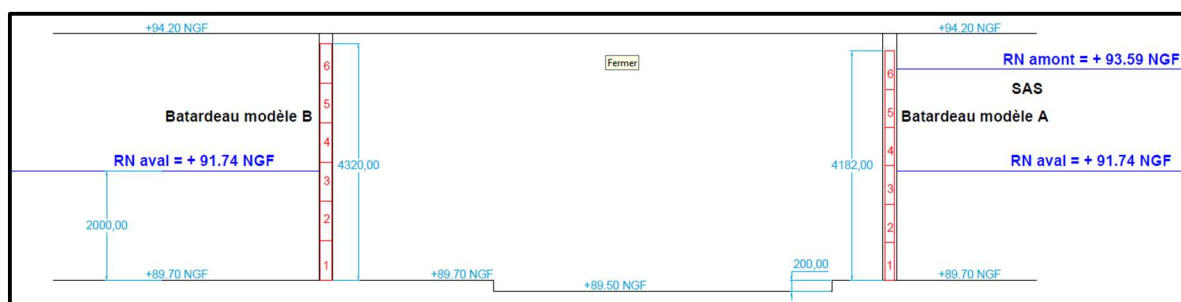 +94.20 NGF
+94.20 NGF
RN amont = + 93.59 NGF
Fermer
SAS
6
5
4
3
2
1
6
5
4
3
2
1
Batardeau modèle B
Batardeau modèle A
RN aval = + 91.74 NGF
4320,00
4182,00
RN aval = + 91.74 NGF
2000,00
200,00
+89.70 NGF
+89.70 NGF
+89.50 NGF
+89.70 NGF